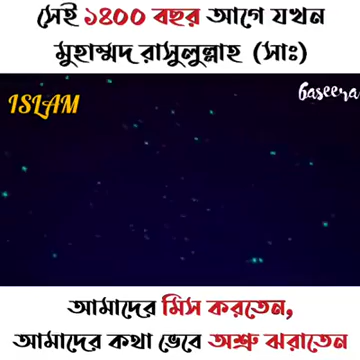 সেই ১৪০০ বছর আগে যখন
মুহাম্মদ রাসুলুল্লাহ (সাঃ)
ISLAM
baseera
আমাদের মিস করতেন,
আমাদের কথা ভেবে অশ্রু ঝরাতেন